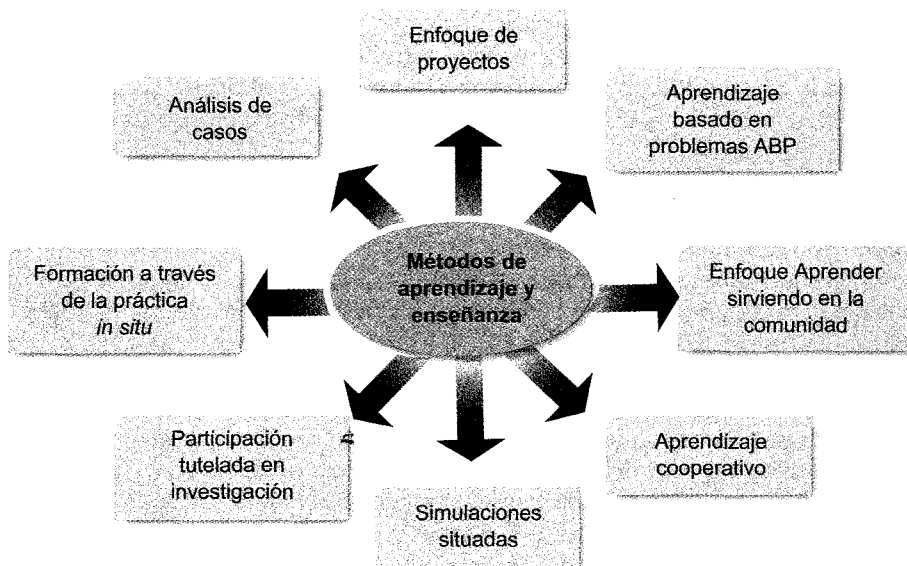 Enfoque de
proyectos
Análisis de
casos
Aprendizaje
basado en
problemas ABP
Formación a través
de la práctica
in situ
Métodos de
aprendizaje y
enseñanza
Enfoque Aprender
sirviendo en la
comunidad
Participación
tutelada en
investigación
Aprendizaje
cooperativo
Simulaciones
situadas